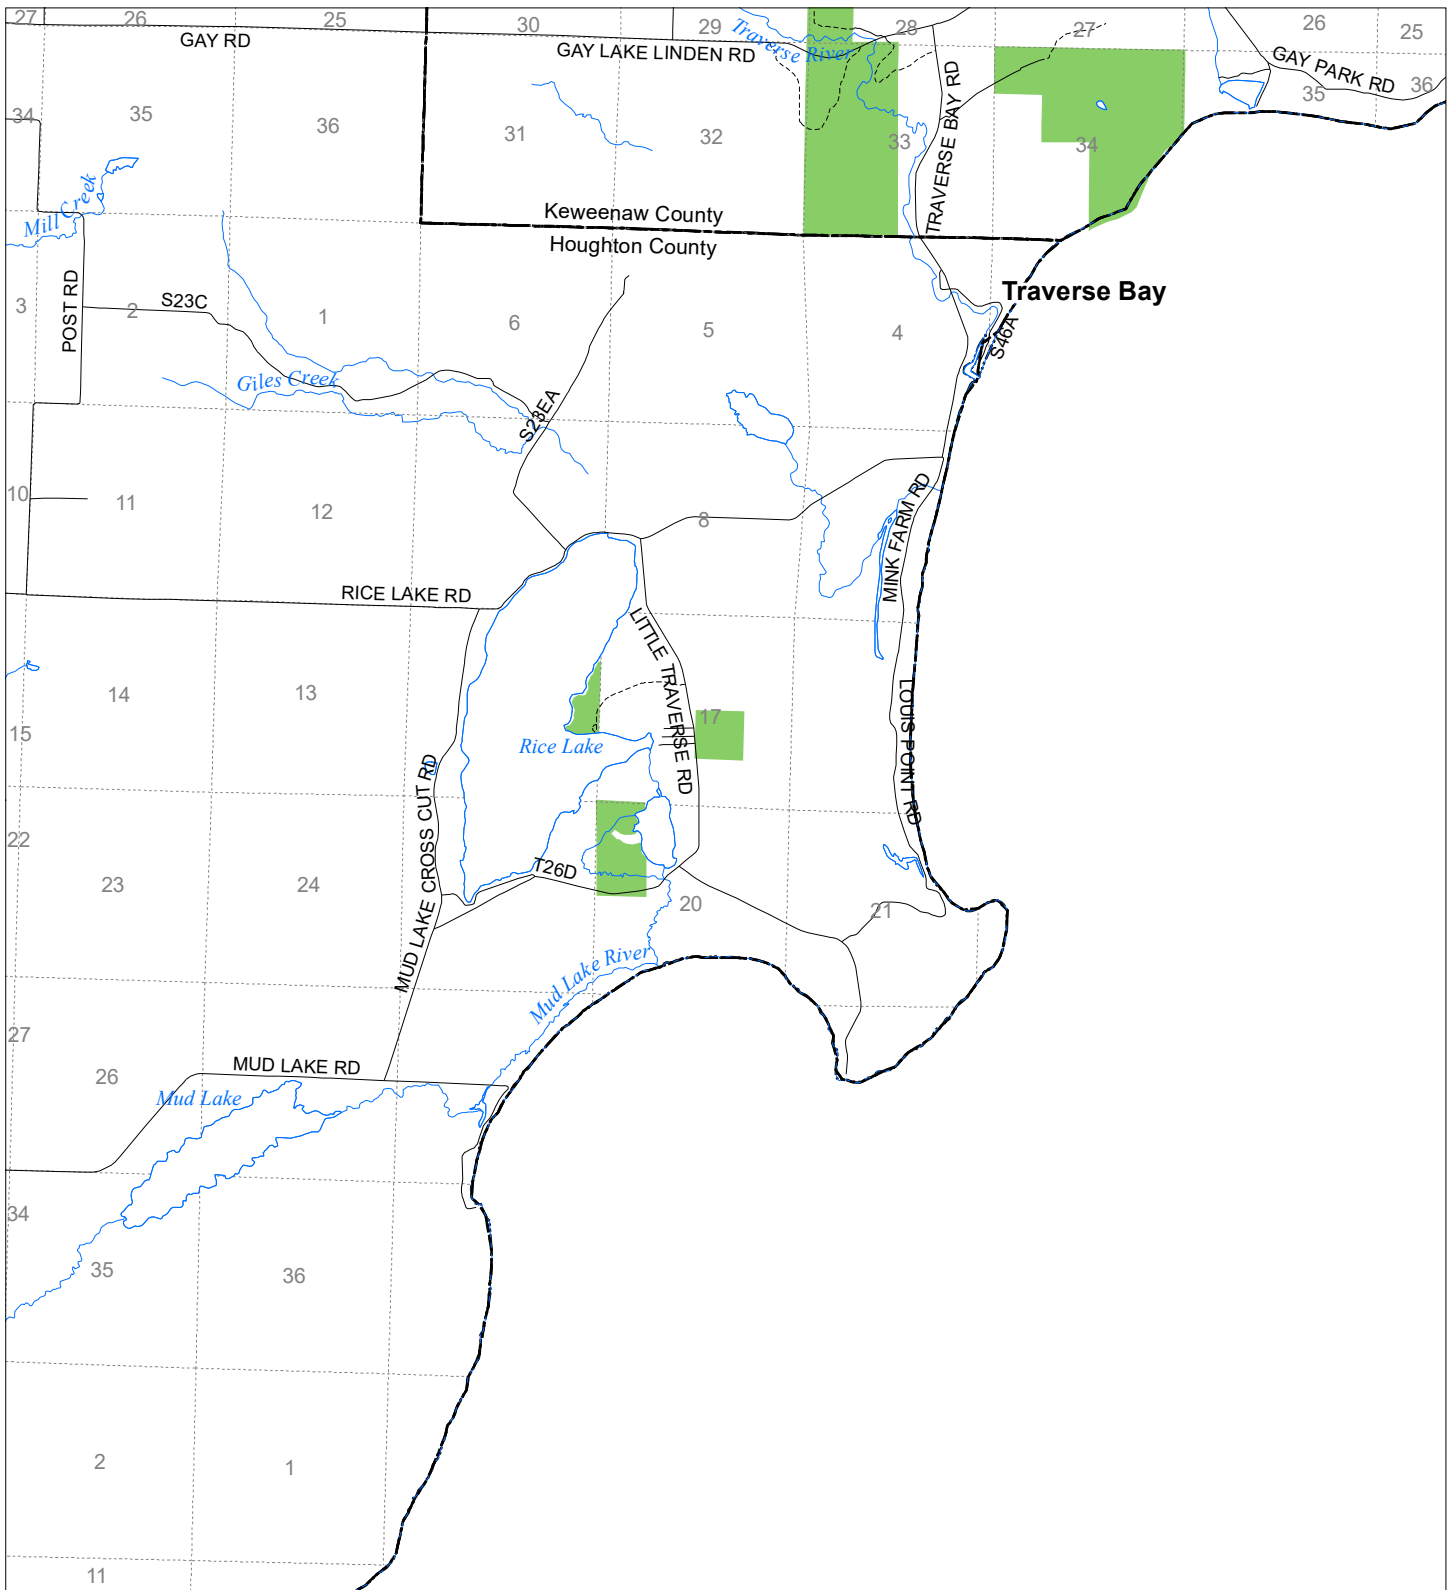 27
26
25
30
29
28
27
26
25
GAY RD
GAY LAKE LINDEN RD
Traverse River
TRAVERSE BAY RD
GAY PARK RD
34
35
36
31
32
33
34
35
36
Mill Creek
Keweenaw County
Houghton County
Traverse Bay
POST RD
S23C
S46A
3
2
1
6
5
4
Giles Creek
S23EA
10
11
12
8
MINK FARM RD
RICE LAKE RD
LITTLE TRAVERSE RD
LOUIS POINT RD
15
14
13
17
Rice Lake
MUD LAKE CROSS CUT RD
22
23
24
T26D
20
21
Mud Lake River
27
26
MUD LAKE RD
Mud Lake
34
35
36
2
1
11